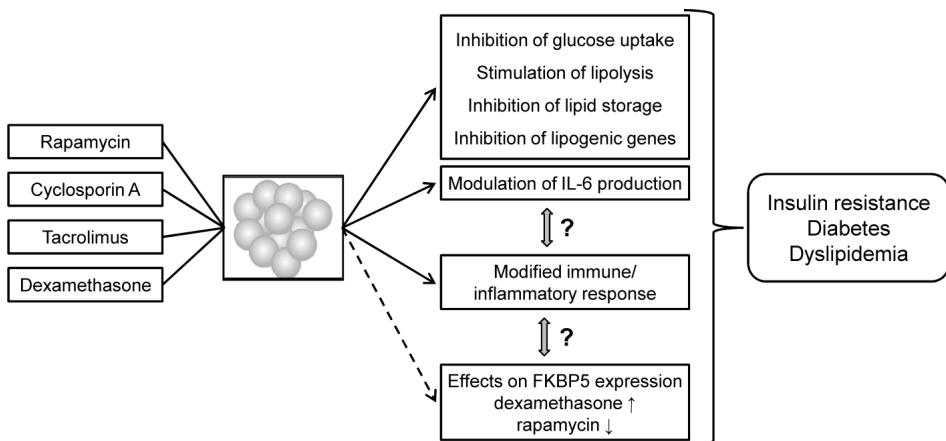 Rapamycin
Cyclosporin A
Tacrolimus
Dexamethasone
Inhibition of glucose uptake
Stimulation of lipolysis
Inhibition of lipid storage
Inhibition of lipogenic genes
Modulation of IL-6 production
?
Modified immune/
inflammatory response
?
Effects on FKBP5 expression
dexamethasone ↑
rapamycin ↓
Insulin resistance
Diabetes
Dyslipidemia